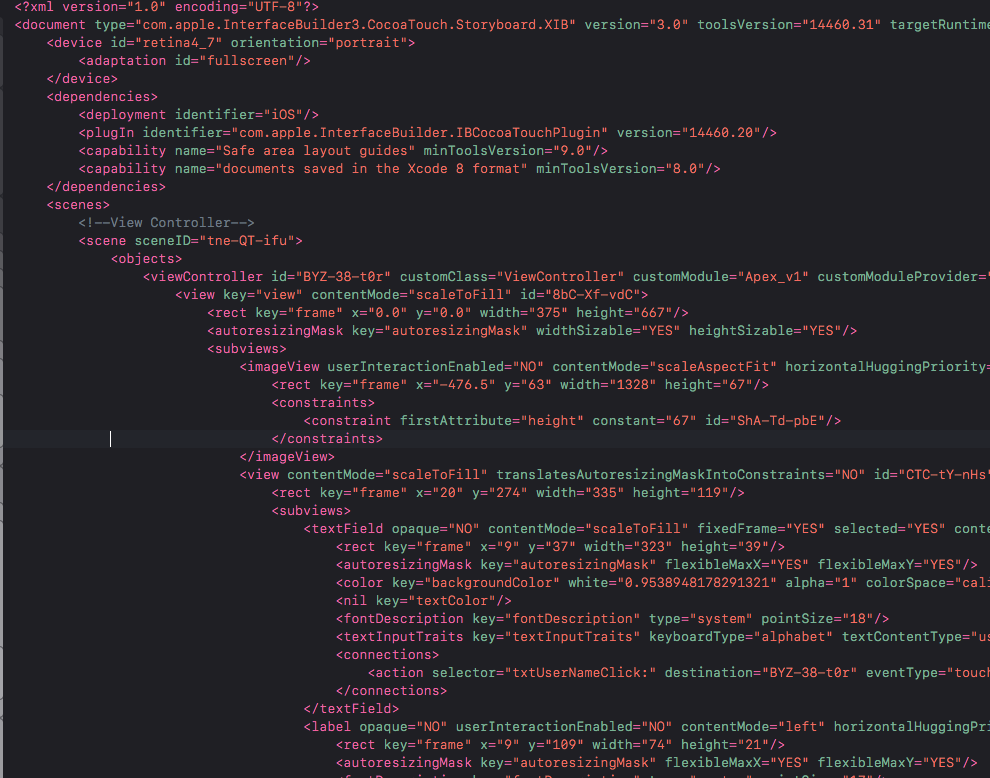 <?xml version="1.0" encoding="UTF-8"?>
<document type="com.apple.InterfaceBuilder3.CocoaTouch.Storyboard.XIB" version="3.0" toolsVersion="14460.31" targetRuntime
<device id="retina4_7" orientation="portrait">
<adaptation id="fullscreen"/>
</device>
<dependencies>
<deployment identifier="iOS"/>
<plugIn identifier="com.apple.InterfaceBuilder.IBCocoaTouchPlugin" version="14460.20"/>
<capability name="Safe area layout guides" minToolsVersion="9.0"/>
<capability name="documents saved in the Xcode 8 format" minToolsVersion="8.0"/>
</dependencies>
<scenes>
<!--View Controller-->
<scene sceneID="tne-QT-ifu">
<objects>
<viewController id="BYZ-38-t0r" customClass="ViewController" customModule="Apex_v1" customModuleProvider="
<view key="view" contentMode="scaleToFill" id="8bC-Xf-vdC">
<rect key="frame" x="0.0" y="0.0" width="375" height="667"/>
<autoresizingMask key="autoresizingMask" widthSizable="YES" heightSizable="YES"/>
<subviews>
<imageView userInteractionEnabled="NO" contentMode="scaleAspectFit" horizontalHuggingPriority=
<rect key="frame" x="-476.5" y="63" width="1328" height="67"/>
<constraints>
<constraint firstAttribute="height" constant="67" id="ShA-Td-pbE"/>
</constraints>
</imageView>
<view contentMode="scaleToFill" translatesAutoresizingMaskIntoConstraints="NO" id="CTC-tY-nHs"
<rect key="frame" x="20" y="274" width="335" height="119"/>
<subviews>
<textField opaque="NO" contentMode="scaleToFill" fixedFrame="YES" selected="YES" conte
<rect key="frame" x="9" y="37" width="323" height="39"/>
<autoresizingMask key="autoresizingMask" flexibleMaxX="YES" flexibleMaxY="YES"/>
<color key="backgroundColor" white="0.9538948178291321" alpha="1" colorSpace="cali
<nil key="textColor"/>
<fontDescription key="fontDescription" type="system" pointSize="18"/>
<textInputTraits key="textInputTraits" keyboardType="alphabet" textContentType="us
<connections>
<action selector="txtUserNameClick:" destination="BYZ-38-t0r" eventType="touch
</connections>
</textField>
<label opaque="NO" userInteractionEnabled="NO" contentMode="left" horizontalHuggingPri
<rect key="frame" x="9" y="109" width="74" height="21"/>
<autoresizingMask key="autoresizingMask" flexibleMaxX="YES" flexibleMaxY="YES"/>